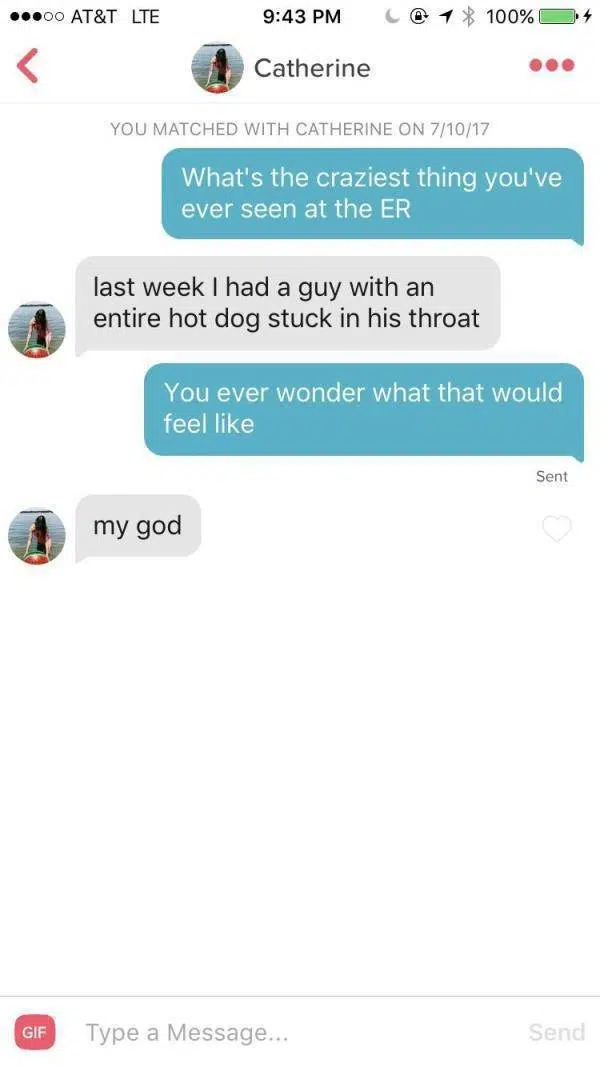 AT&T LTE 9:43 PM 100%
Catherine
YOU MATCHED WITH CATHERINE ON 7/10/17
What's the craziest thing you've
ever seen at the ER
last week I had a guy with an
entire hot dog stuck in his throat
You ever wonder what that would
feel like
Sent
my god
GIF Type a Message... Send